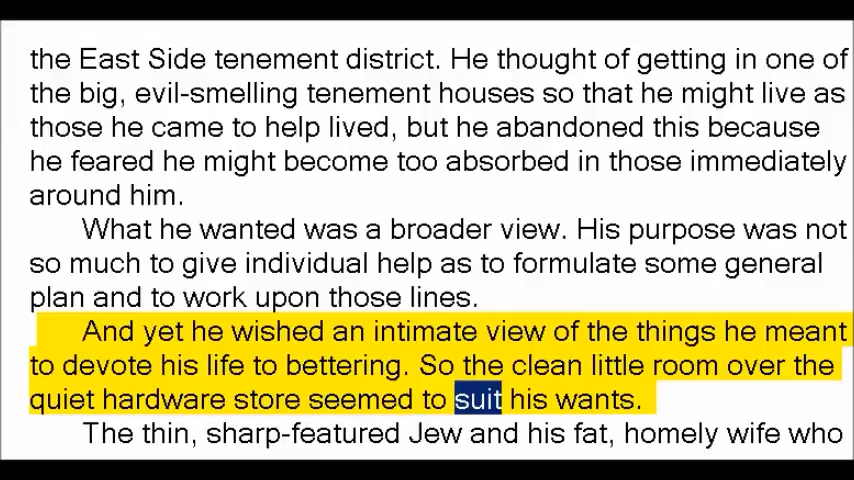 the East Side tenement district. He thought of getting in one of
the big, evil-smelling tenement houses so that he might live as
those he came to help lived, but he abandoned this because
he feared he might become too absorbed in those immediately
around him.
What he wanted was a broader view. His purpose was not
so much to give individual help as to formulate some general
plan and to work upon those lines.
And yet he wished an intimate view of the things he meant
to devote his life to bettering. So the clean little room over the
quiet hardware store seemed to suit his wants.
The thin, sharp-featured Jew and his fat, homely wife who